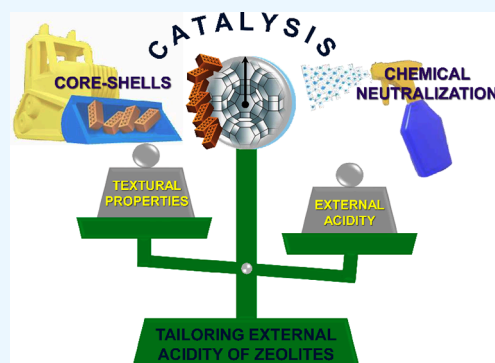 CATALYSIS
CORE-SHELLS
CHEMICAL
NEUTRALIZATION
TEXTURAL
PROPERTIES
EXTERNAL
ACIDITY
TAILORING EXTERNAL
ACIDITY OF ZEOLITES